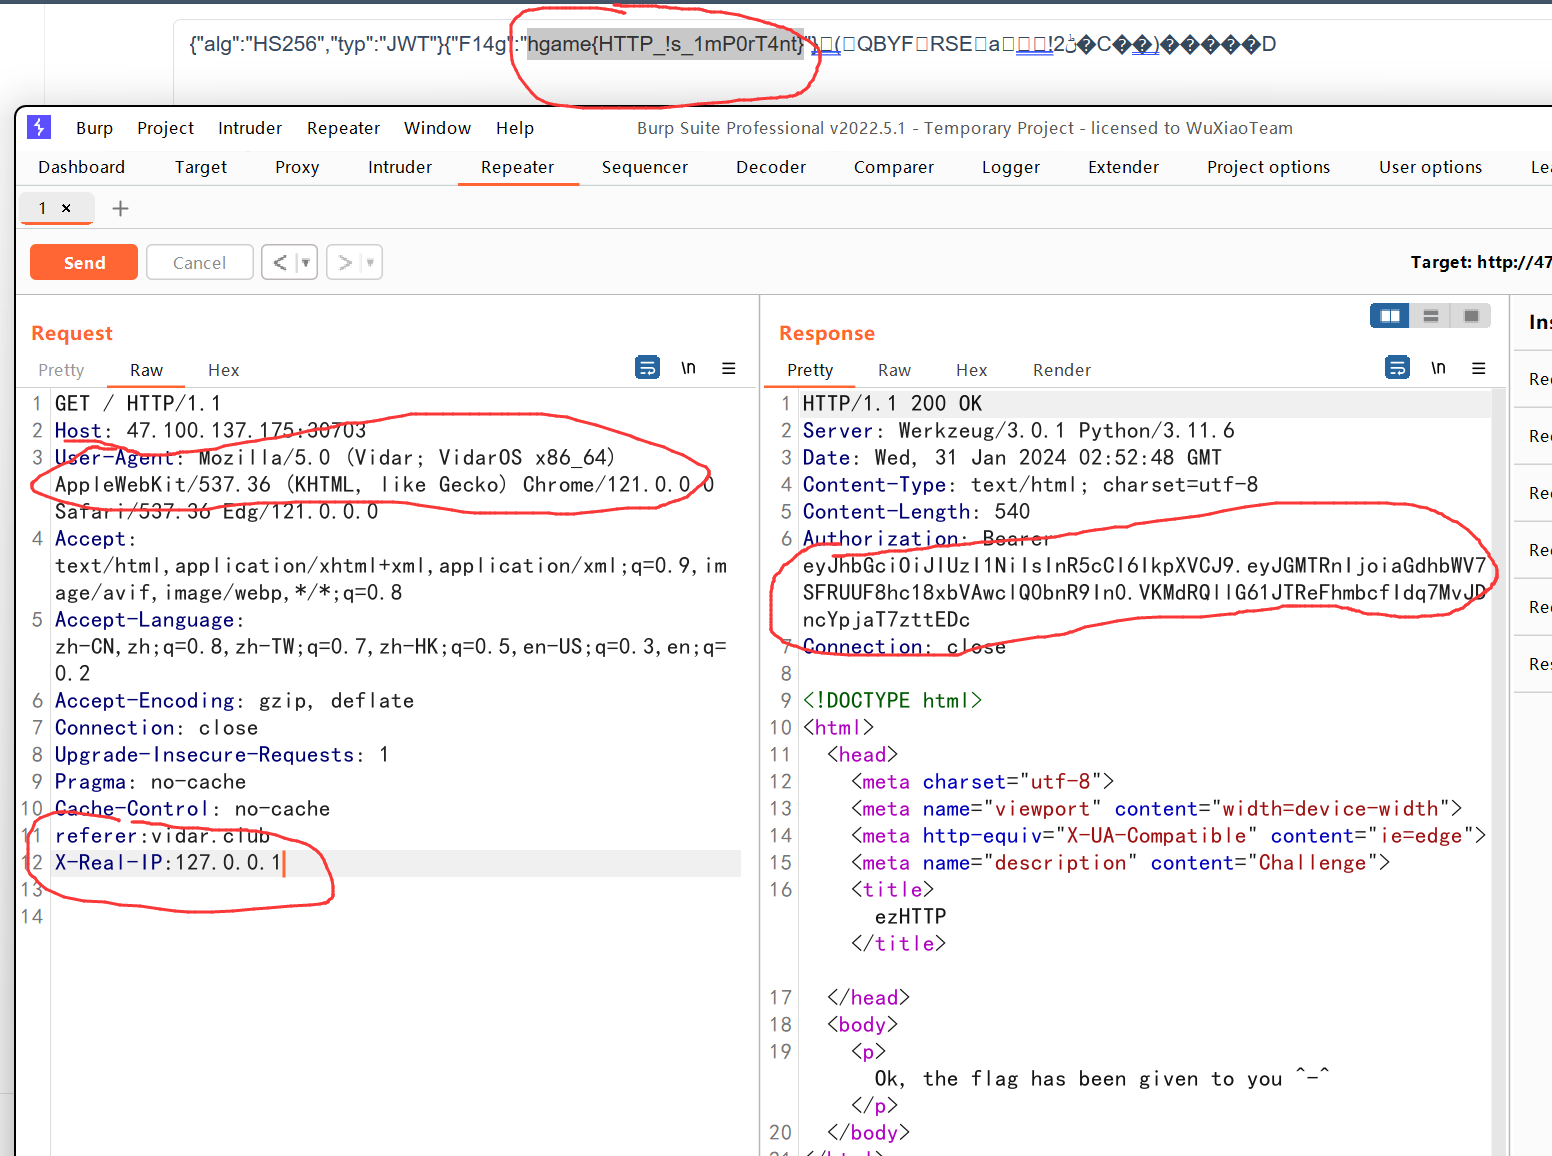 {"alg":"HS256","typ":"JWT"}{"F14g":"hgame{HTTP_!s_1mP0rT4nt}"}
Burp Project Intruder Repeater Window Help Burp Suite Professional v2022.5.1 - Temporary Project - licensed to WuXiaoTeam
Dashboard Target Proxy Intruder Repeater Sequencer Decoder Comparer Logger Extender Project options User options
1 × +
Send Cancel < > Target: http://47
Request
Pretty Raw Hex \n
1 GET / HTTP/1.1
2 Host: 47.100.137.175:30703
3 User-Agent: Mozilla/5.0 (Vidar; VidarOS x86_64)
AppleWebKit/537.36 (KHTML, like Gecko) Chrome/121.0.0.0
Safari/537.36 Edg/121.0.0.0
4 Accept:
text/html,application/xhtml+xml,application/xml;q=0.9,im
age/avif,image/webp,*/*;q=0.8
5 Accept-Language:
zh-CN,zh;q=0.8,zh-TW;q=0.7,zh-HK;q=0.5,en-US;q=0.3,en;q=
0.2
6 Accept-Encoding: gzip, deflate
7 Connection: close
8 Upgrade-Insecure-Requests: 1
9 Pragma: no-cache
10 Cache-Control: no-cache
11 referer:vidar.club
12 X-Real-IP:127.0.0.1
13
14
Response
Pretty Raw Hex Render \n
1 HTTP/1.1 200 OK
2 Server: Werkzeug/3.0.1 Python/3.11.6
3 Date: Wed, 31 Jan 2024 02:52:48 GMT
4 Content-Type: text/html; charset=utf-8
5 Content-Length: 540
6 Authorization: Bearer
eyJhbGciOiJIUzI1NiIsInR5cCI6IkpXVCJ9.eyJGMTRnIjoiaGdhbWV7
SFRUUF8hc18xbVAwclQ0bnR9In0.VKMdRQllG61JTReFhmbcfIdq7MvJD
ncYpjaT7zttEDc
7 Connection: close
8
9 <!DOCTYPE html>
10 <html>
11 <head>
12 <meta charset="utf-8">
13 <meta name="viewport" content="width=device-width">
14 <meta http-equiv="X-UA-Compatible" content="ie=edge">
15 <meta name="description" content="Challenge">
16 <title>
ezHTTP
</title>
17 </head>
18 <body>
19 <p>
Ok, the flag has been given to you ^-^
</p>
20 </body>